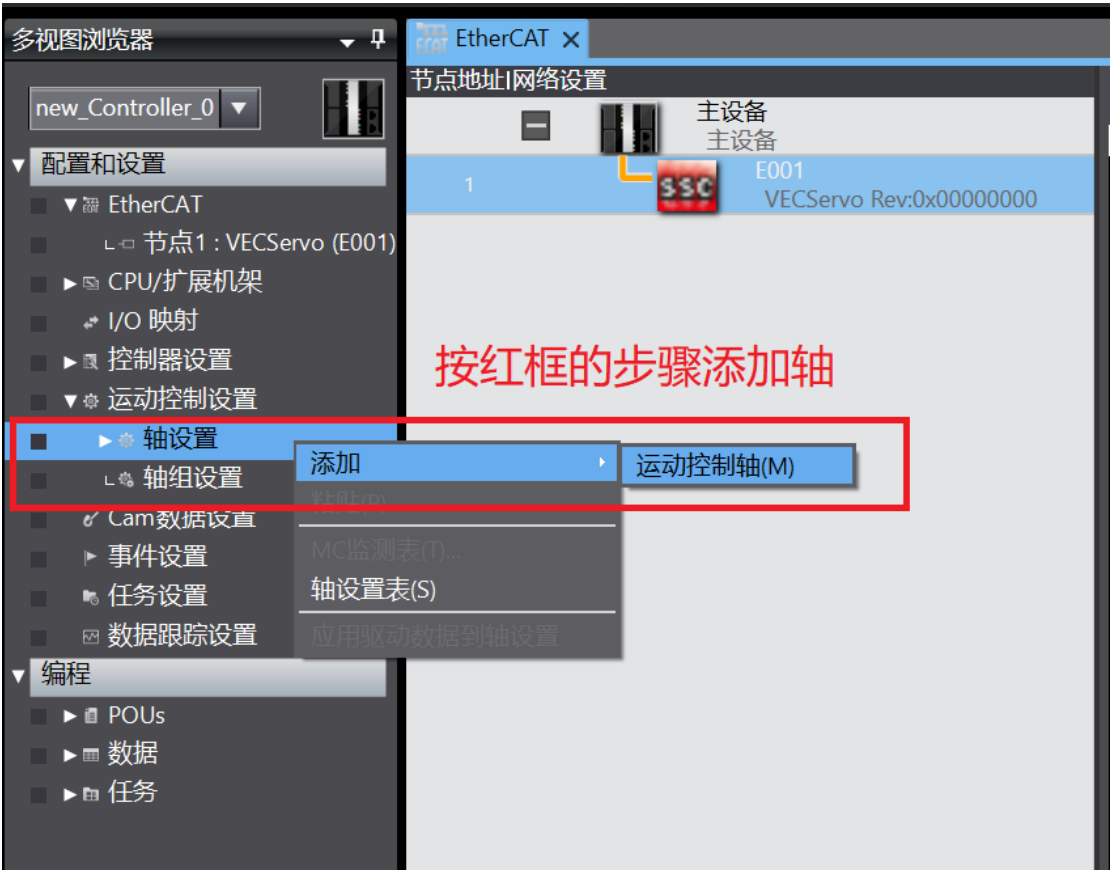 多视图浏览器
new_Controller_0
配置和设置
EtherCAT
节点1 : VECServo (E001)
CPU/扩展机架
I/O 映射
控制器设置
运动控制设置
轴设置
轴组设置
Cam数据设置
事件设置
任务设置
数据跟踪设置
编程
POUs
数据
任务
EtherCAT
节点地址|网络设置
主设备
主设备
1
E001
VECServo Rev:0x00000000
ssc
按红框的步骤添加轴
添加
运动控制轴(M)
粘贴(P)
MC监测表(T)...
轴设置表(S)
应用驱动数据到轴设置